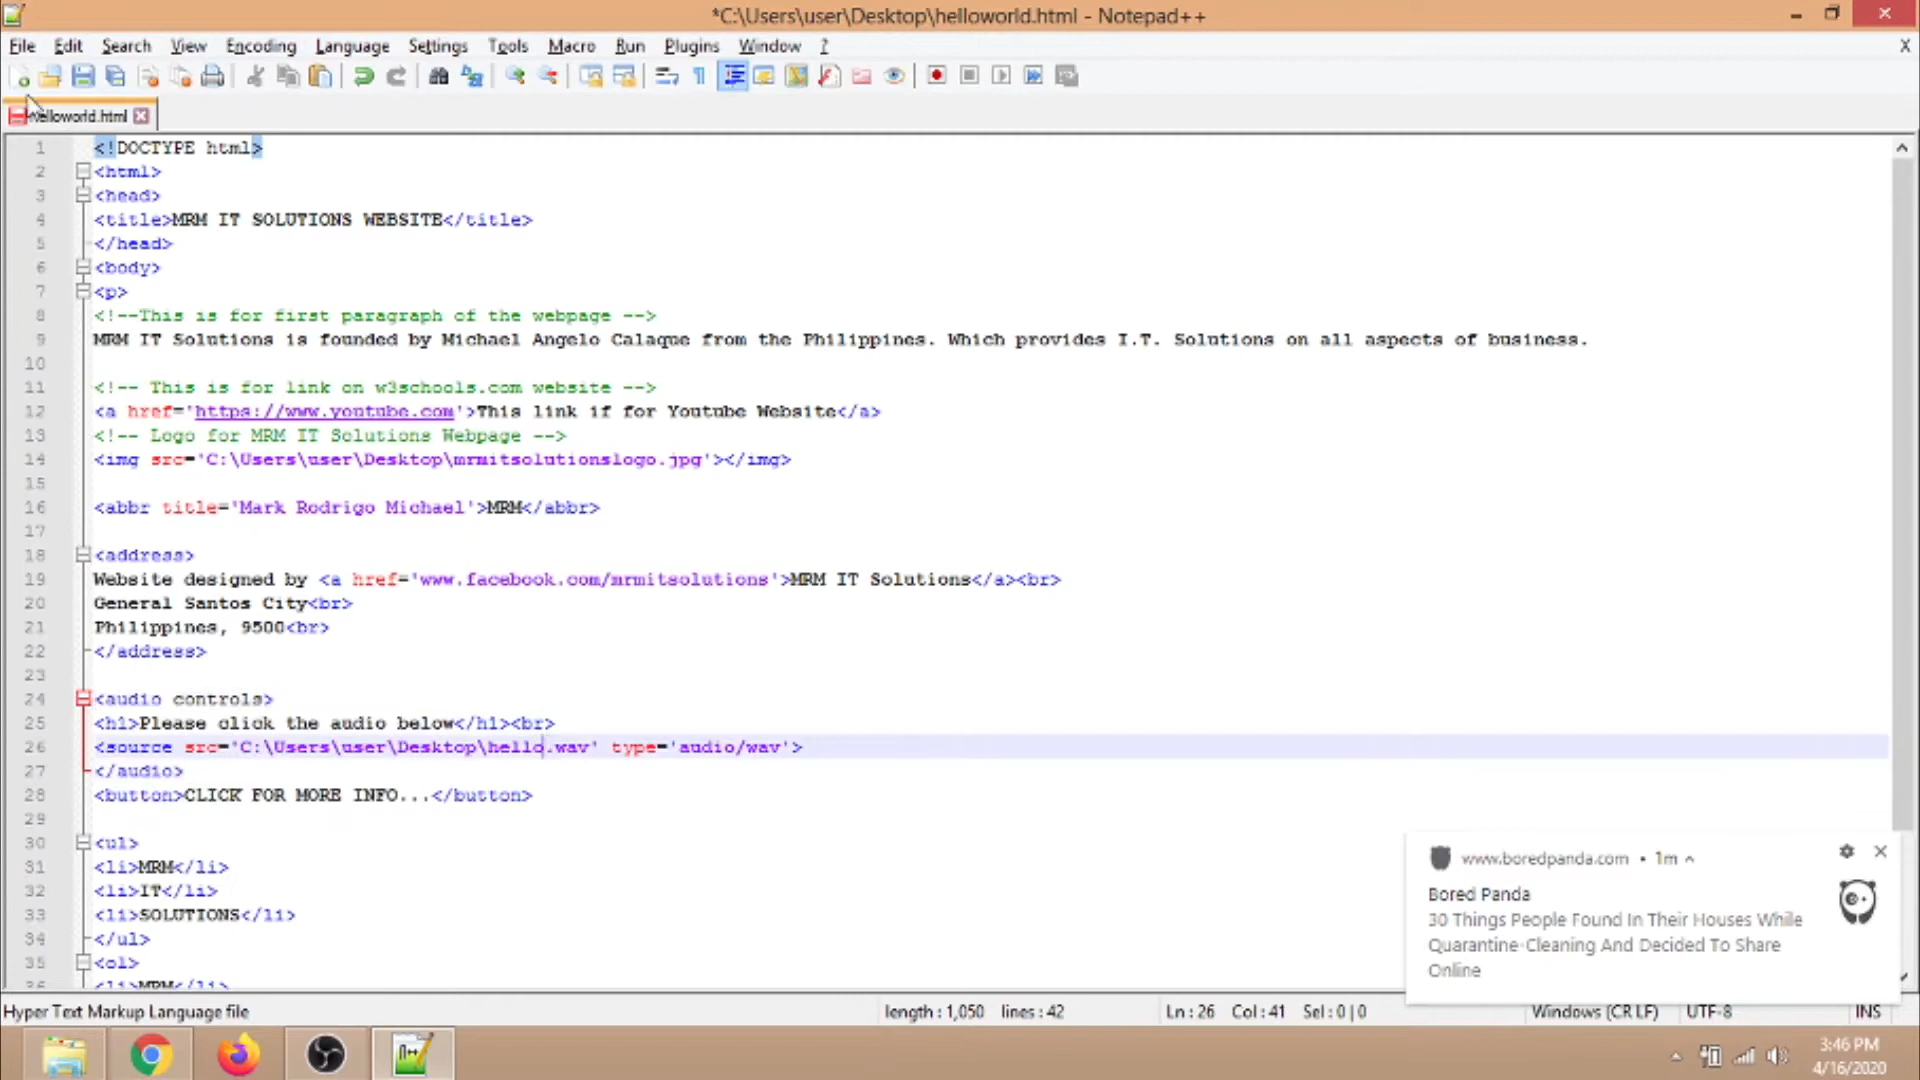 *C:\Users\user\Desktop\helloworld.html - Notepad++
File Edit Search View Encoding Language Settings Tools Macro Run Plugins Window ? X
helloworld.html
1 <!DOCTYPE html>
2 <html>
3 <head>
4 <title>MRM IT SOLUTIONS WEBSITE</title>
5 </head>
6 <body>
7 <p>
8 <!--This is for first paragraph of the webpage -->
9 MRM IT Solutions is founded by Michael Angelo Calaque from the Philippines. Which provides I.T. Solutions on all aspects of business.
10
11 <!-- This is for link on w3schools.com website -->
12 <a href='https://www.youtube.com'>This link if for Youtube Website</a>
13 <!-- Logo for MRM IT Solutions Webpage -->
14 <img src='C:\Users\user\Desktop\mrmitsolutionslogo.jpg'></img>
15
16 <abbr title='Mark Rodrigo Michael'>MRM</abbr>
17
18 <address>
19 Website designed by <a href='www.facebook.com/mrmitsolutions'>MRM IT Solutions</a><br>
20 General Santos City<br>
21 Philippines, 9500<br>
22 </address>
23
24 <audio controls>
25 <h1>Please click the audio below</h1><br>
26 <source src='C:\Users\user\Desktop\hello.wav' type='audio/wav'>
27 </audio>
28 <button>CLICK FOR MORE INFO...</button>
29
30 <ul>
31 <li>MRM</li>
32 <li>IT</li>
33 <li>SOLUTIONS</li>
34 </ul>
35 <ol>
36 <li>MRM</li>
www.boredpanda.com • 1m
Bored Panda
30 Things People Found In Their Houses While
Quarantine-Cleaning And Decided To Share
Online
Hyper Text Markup Language file length : 1,050 lines : 42 Ln : 26 Col : 41 Sel : 0 | 0 Windows (CR LF) UTF-8 INS
3:46 PM
4/16/2020